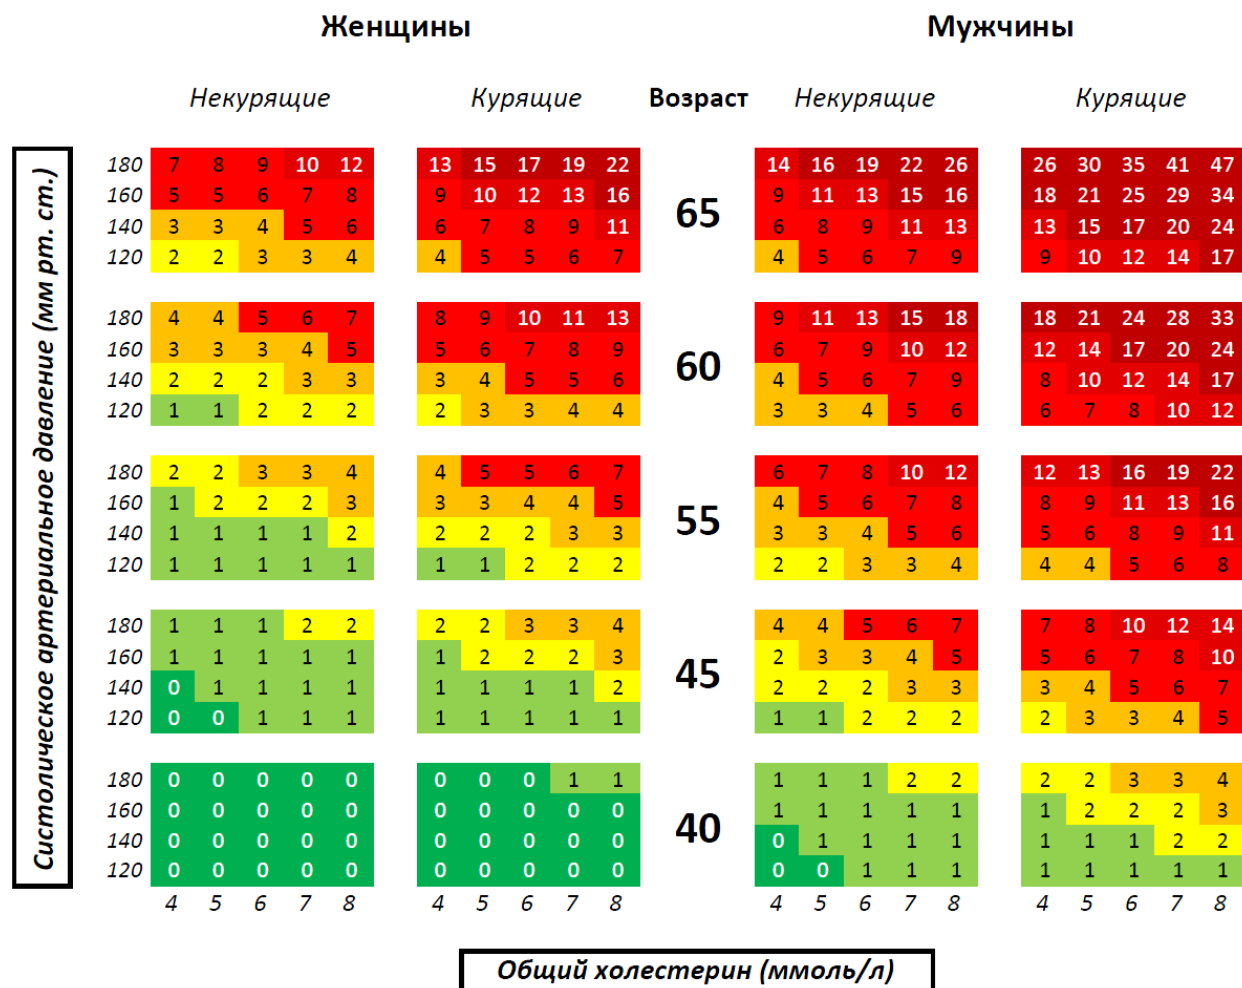 Женщины Мужчины
Некурящие Курящие Возраст Некурящие Курящие
Систолическое артериальное давление (мм рт. ст.)
180 7 8 9 10 12 13 15 17 19 22 14 16 19 22 26 26 30 35 41 47
160 5 5 6 7 8 9 10 12 13 16 9 11 13 15 16 18 21 25 29 34
65
140 3 3 4 5 6 6 7 8 9 11 6 8 9 11 13 13 15 17 20 24
120 2 2 3 3 4 4 5 5 6 7 4 5 6 7 9 9 10 12 14 17
180 4 4 5 6 7 8 9 10 11 13 9 11 13 15 18 18 21 24 28 33
160 3 3 3 4 5 5 6 7 8 9 6 7 9 10 12 12 14 17 20 24
60
140 2 2 2 3 3 3 4 5 5 6 4 5 6 7 9 8 10 12 14 17
120 1 1 2 2 2 2 3 3 4 4 3 3 4 5 6 6 7 8 10 12
180 2 2 3 3 4 4 5 5 6 7 6 7 8 10 12 12 13 16 19 22
160 1 2 2 2 3 3 3 4 4 5 4 5 6 7 8 8 9 11 13 16
55
140 1 1 1 1 2 2 2 2 3 3 3 3 4 5 6 5 6 8 9 11
120 1 1 1 1 1 1 1 2 2 2 2 2 3 3 4 4 4 5 6 8
180 1 1 1 2 2 2 2 3 3 4 4 4 5 6 7 7 8 10 12 14
160 1 1 1 1 1 1 2 2 2 3 2 3 3 4 5 5 6 7 8 10
45
140 0 1 1 1 1 1 1 1 1 2 2 2 2 3 3 3 4 5 6 7
120 0 0 1 1 1 1 1 1 1 1 1 1 2 2 2 2 3 3 4 5
180 0 0 0 0 0 0 0 0 1 1 1 1 1 2 2 2 2 3 3 4
160 0 0 0 0 0 0 0 0 0 0 1 1 1 1 1 1 2 2 2 3
40
140 0 0 0 0 0 0 0 0 0 0 0 1 1 1 1 1 1 1 2 2
120 0 0 0 0 0 0 0 0 0 0 0 0 1 1 1 1 1 1 1 1
4 5 6 7 8 4 5 6 7 8 4 5 6 7 8 4 5 6 7 8
Общий холестерин (ммоль/л)